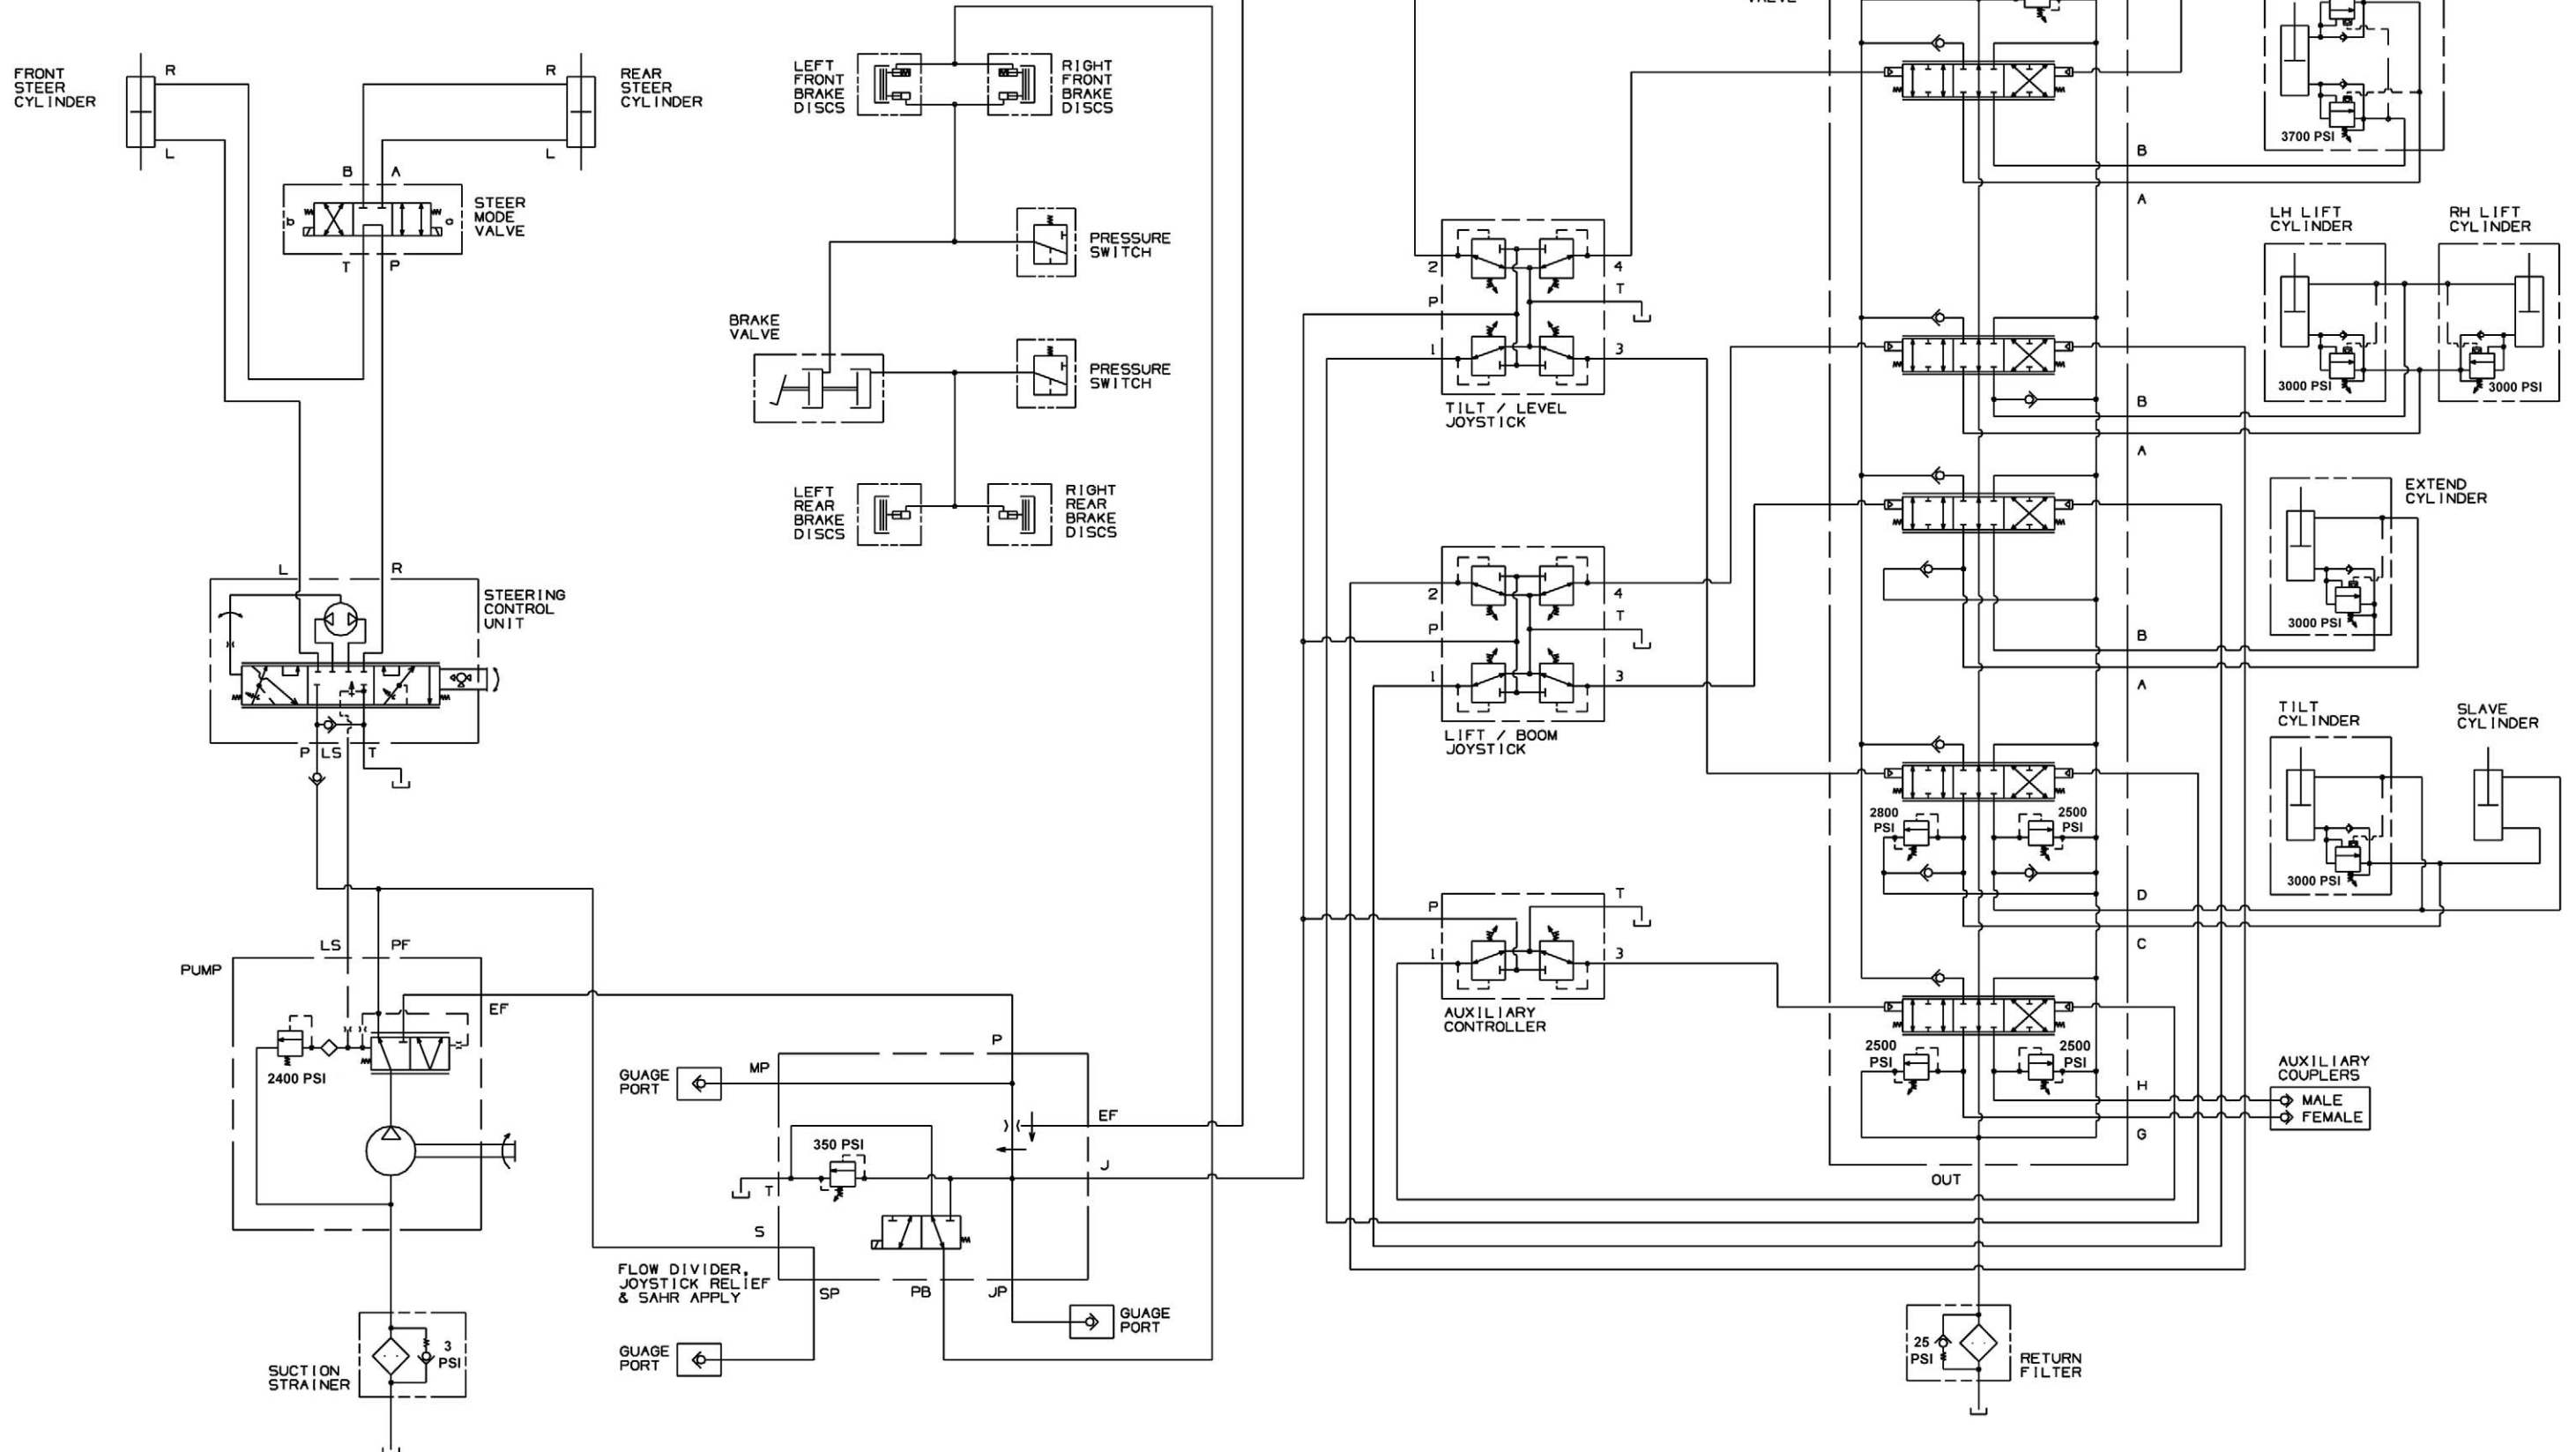 VALVE
FRONT
STEER
CYLINDER
R
L
R
L
REAR
STEER
CYLINDER
B
A
b
a
STEER
MODE
VALVE
T
P
LEFT
FRONT
BRAKE
DISCS
RIGHT
FRONT
BRAKE
DISCS
PRESSURE
SWITCH
BRAKE
VALVE
PRESSURE
SWITCH
LEFT
REAR
BRAKE
DISCS
RIGHT
REAR
BRAKE
DISCS
L
R
STEERING
CONTROL
UNIT
P
LS
T
LS
PF
PUMP
EF
2400 PSI
SUCTION
STRAINER
3
PSI
GUAGE
PORT
MP
P
EF
350 PSI
J
T
S
FLOW DIVIDER,
JOYSTICK RELIEF
& SAHR APPLY
SP
PB
JP
GUAGE
PORT
GUAGE
PORT
2
4
T
P
1
3
TILT / LEVEL
JOYSTICK
2
4
T
P
1
3
LIFT / BOOM
JOYSTICK
P
T
1
3
AUXILIARY
CONTROLLER
B
A
B
A
B
A
2800
PSI
2500
PSI
D
C
2500
PSI
2500
PSI
H
G
OUT
25
PSI
RETURN
FILTER
3700 PSI
LH LIFT
CYLINDER
RH LIFT
CYLINDER
3000 PSI
3000 PSI
EXTEND
CYLINDER
3000 PSI
TILT
CYLINDER
SLAVE
CYLINDER
3000 PSI
AUXILIARY
COUPLERS
MALE
FEMALE